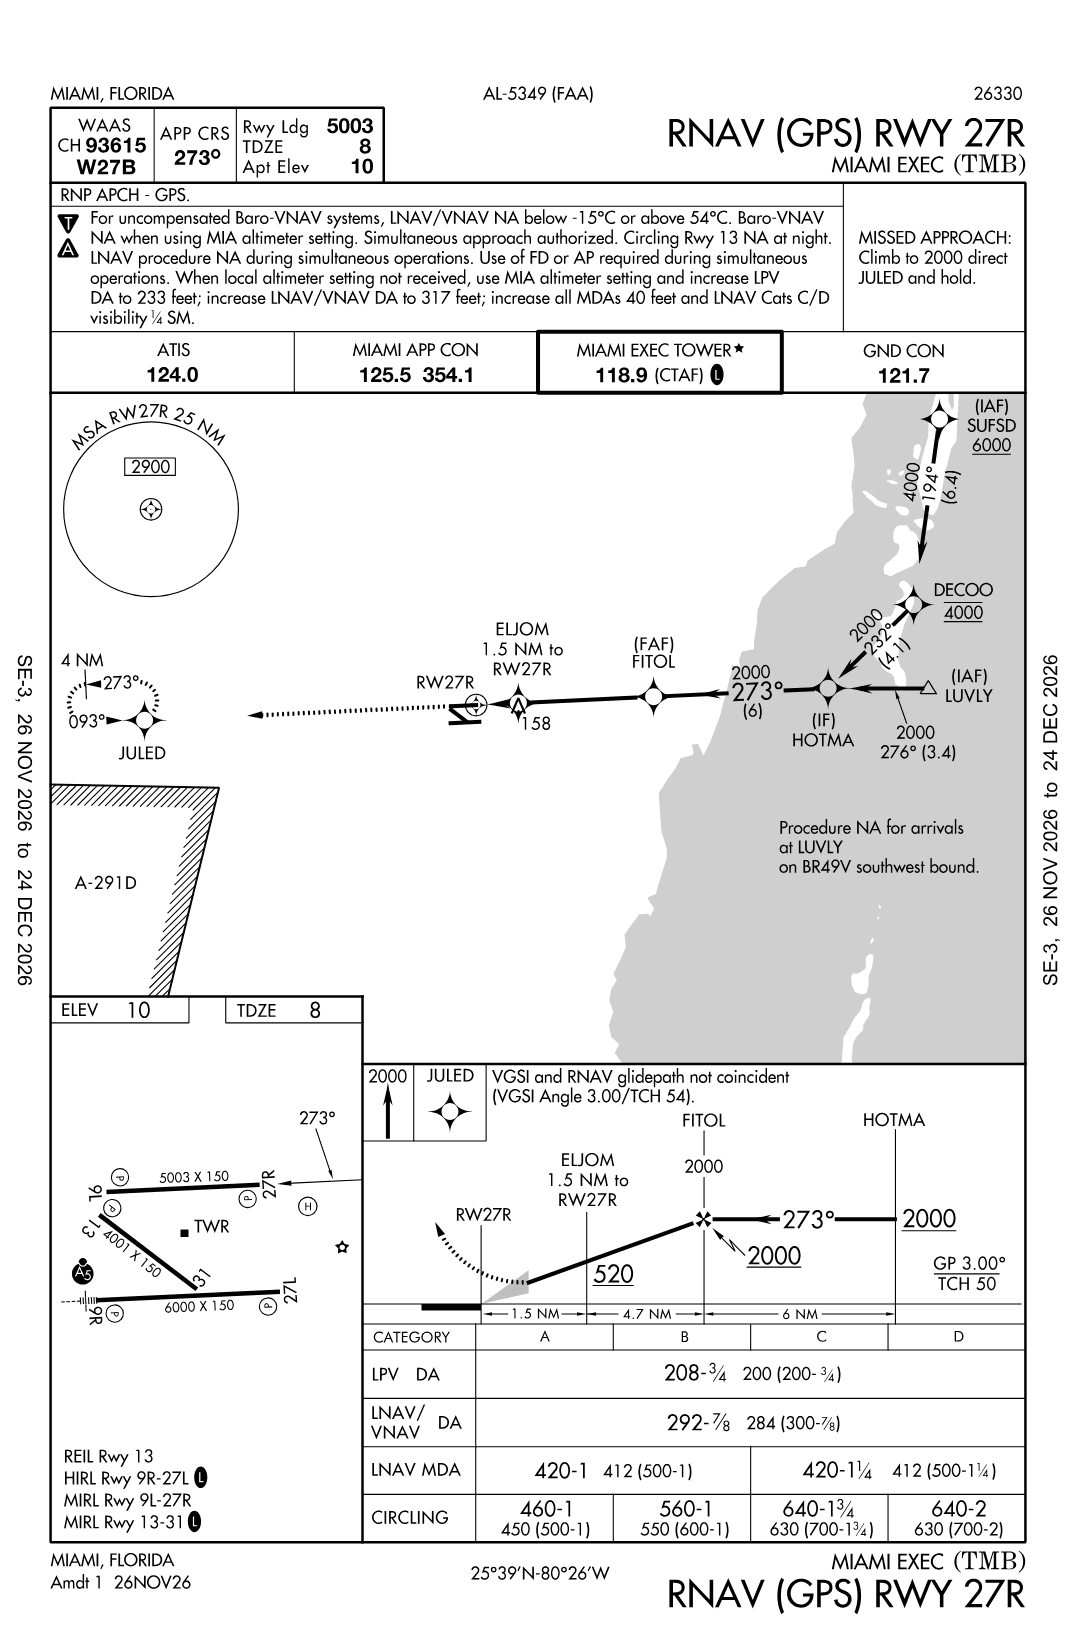 MIAMI, FLORIDA
AL-5349 (FAA)
26330
WAAS
CH 93615
W27B
APP CRS
273°
Rwy Ldg 5003
TDZE 8
Apt Elev 10
RNAV (GPS) RWY 27R
MIAMI EXEC (TMB)
RNP APCH - GPS.
T
A
For uncompensated Baro-VNAV systems, LNAV/VNAV NA below -15°C or above 54°C. Baro-VNAV
NA when using MIA altimeter setting. Simultaneous approach authorized. Circling Rwy 13 NA at night.
LNAV procedure NA during simultaneous operations. Use of FD or AP required during simultaneous
operations. When local altimeter setting not received, use MIA altimeter setting and increase LPV
DA to 233 feet; increase LNAV/VNAV DA to 317 feet; increase all MDAs 40 feet and LNAV Cats C/D
visibility ¼ SM.
MISSED APPROACH:
Climb to 2000 direct
JULED and hold.
ATIS
124.0
MIAMI APP CON
125.5 354.1
MIAMI EXEC TOWER★
118.9 (CTAF) L
GND CON
121.7
MSA RW27R 25 NM
2900
(IAF)
SUFSD
6000
4000
194°
(6.4)
DECOO
4000
2000
232°
(4.1)
(IAF)
LUVLY
2000
276° (3.4)
(IF)
HOTMA
2000
273°
(6)
(FAF)
FITOL
ELJOM
1.5 NM to
RW27R
RW27R
158
4 NM
273°
093°
JULED
Procedure NA for arrivals
at LUVLY
on BR49V southwest bound.
A-291D
SE-3, 26 NOV 2026 to 24 DEC 2026
SE-3, 26 NOV 2026 to 24 DEC 2026
ELEV 10
TDZE 8
273°
5003 X 150
9L
27R
P
P
P
H
TWR
13
4001 X 150
31
A5
6000 X 150
9R
27L
P
P
REIL Rwy 13
HIRL Rwy 9R-27L L
MIRL Rwy 9L-27R
MIRL Rwy 13-31 L
2000
JULED
VGSI and RNAV glidepath not coincident
(VGSI Angle 3.00/TCH 54).
FITOL
HOTMA
2000
ELJOM
1.5 NM to
RW27R
RW27R
273°
2000
2000
520
GP 3.00°
TCH 50
1.5 NM
4.7 NM
6 NM
CATEGORY A B C D
LPV DA 208-¾ 200 (200-¾)
LNAV/
VNAV DA 292-⅞ 284 (300-⅞)
LNAV MDA 420-1 412 (500-1) 420-1¼ 412 (500-1¼)
CIRCLING
460-1 560-1 640-1¾ 640-2
450 (500-1) 550 (600-1) 630 (700-1¾) 630 (700-2)
MIAMI, FLORIDA
Amdt 1 26NOV26
25°39'N-80°26'W
MIAMI EXEC (TMB)
RNAV (GPS) RWY 27R